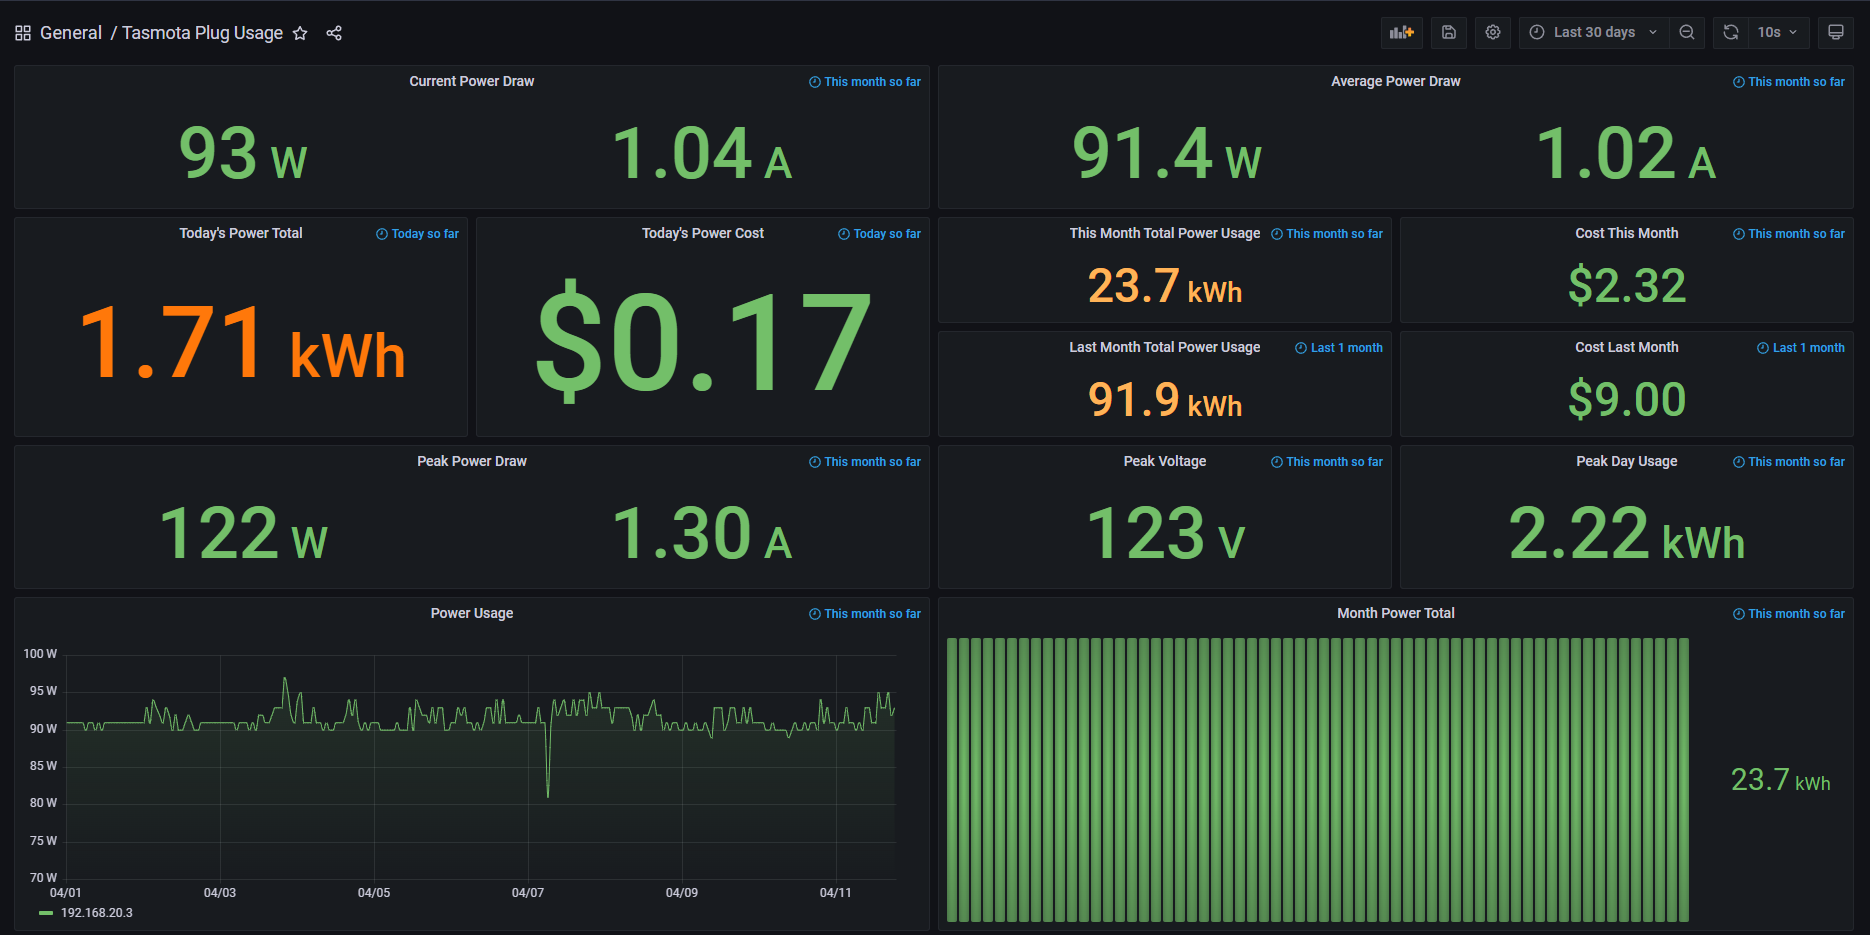 General / Tasmota Plug Usage
Last 30 days
10s
Current Power Draw
This month so far
93 W
1.04 A
Average Power Draw
This month so far
91.4 W
1.02 A
Today's Power Total
Today so far
1.71 kWh
Today's Power Cost
Today so far
$0.17
This Month Total Power Usage
This month so far
23.7 kWh
Cost This Month
This month so far
$2.32
Last Month Total Power Usage
Last 1 month
91.9 kWh
Cost Last Month
Last 1 month
$9.00
Peak Power Draw
This month so far
122 W
1.30 A
Peak Voltage
This month so far
123 V
Peak Day Usage
This month so far
2.22 kWh
Power Usage
This month so far
100 W
95 W
90 W
85 W
80 W
75 W
70 W
04/01
04/03
04/05
04/07
04/09
04/11
192.168.20.3
Month Power Total
This month so far
23.7 kWh